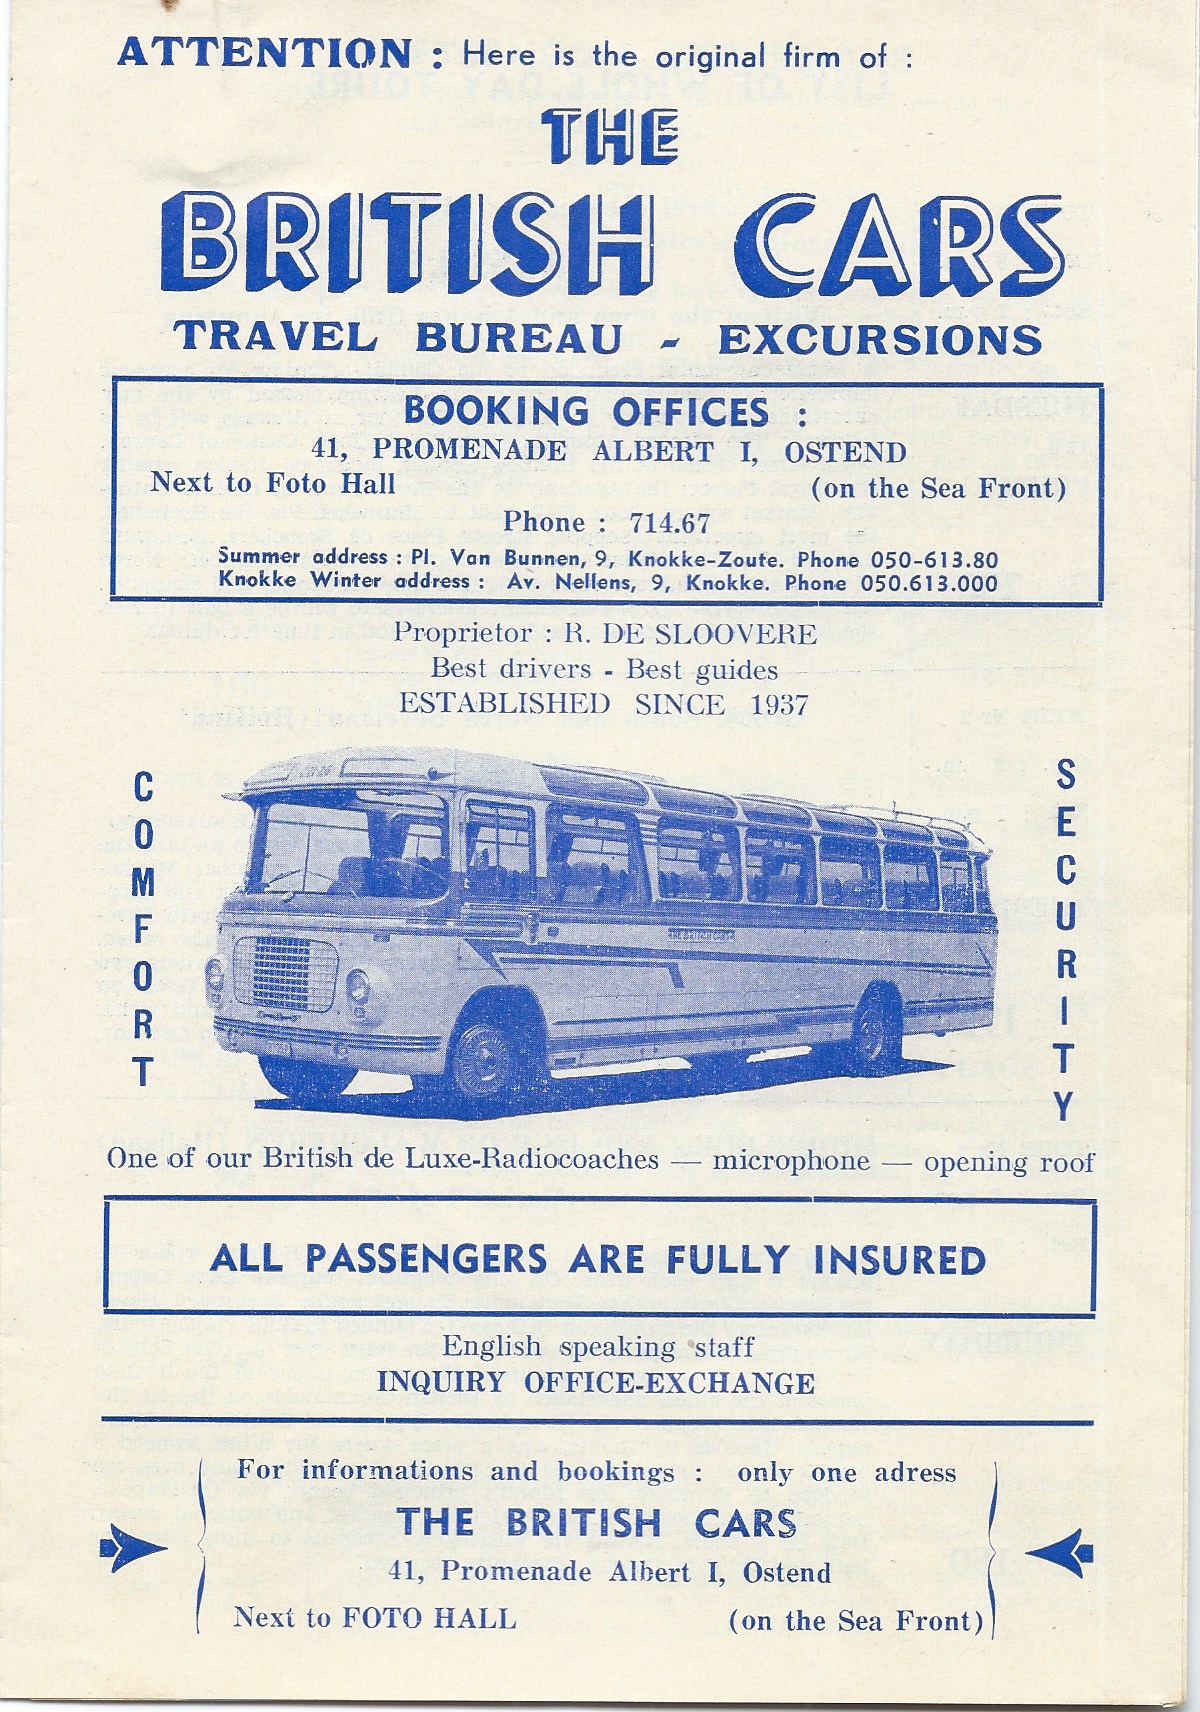 ATTENTION : Here is the original firm of :
THE
BRITISH CARS
TRAVEL BUREAU - EXCURSIONS
BOOKING OFFICES :
41, PROMENADE ALBERT I, OSTEND
Next to Foto Hall (on the Sea Front)
Phone : 714.67
Summer address : Pl. Van Bunnen, 9, Knokke-Zoute. Phone 050-613.80
Knokke Winter address : Av. Nellens, 9, Knokke. Phone 050.613.000
Proprietor : R. DE SLOOVERE
Best drivers - Best guides
ESTABLISHED SINCE 1937
COMFORT
SECURITY
One of our British de Luxe-Radiocoaches — microphone — opening roof
ALL PASSENGERS ARE FULLY INSURED
English speaking staff
INQUIRY OFFICE-EXCHANGE
For informations and bookings : only one adress
THE BRITISH CARS
41, Promenade Albert I, Ostend
Next to FOTO HALL (on the Sea Front)